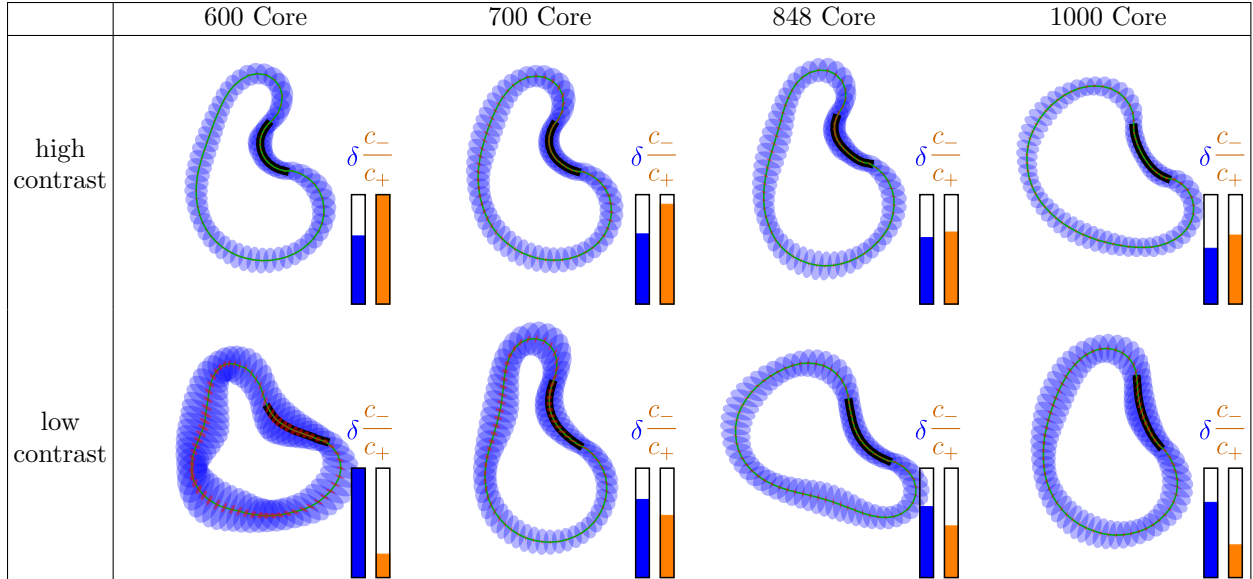 600 Core 700 Core 848 Core 1000 Core
high
contrast
δ c₋/c₊ δ c₋/c₊ δ c₋/c₊ δ c₋/c₊
low
contrast
δ c₋/c₊ δ c₋/c₊ δ c₋/c₊ δ c₋/c₊